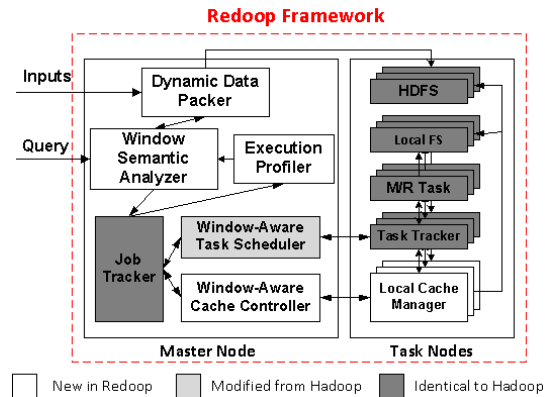 Redoop Framework
Inputs
Query
Dynamic Data
Packer
Window
Semantic
Analyzer
Execution
Profiler
Job
Tracker
Window-Aware
Task Scheduler
Window-Aware
Cache Controller
Master Node
HDFS
Local FS
M/R Task
Task Tracker
Local Cache
Manager
Task Nodes
New in Redoop
Modified from Hadoop
Identical to Hadoop